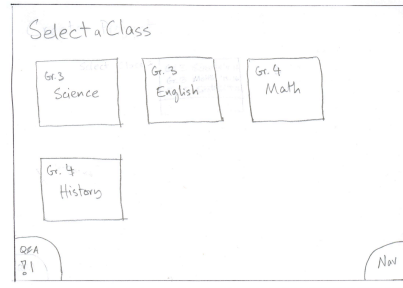 Select a Class
Gr. 3
Science
Gr. 3
English
Gr. 4
Math
Gr. 4
History
Q&A
?!
Nav